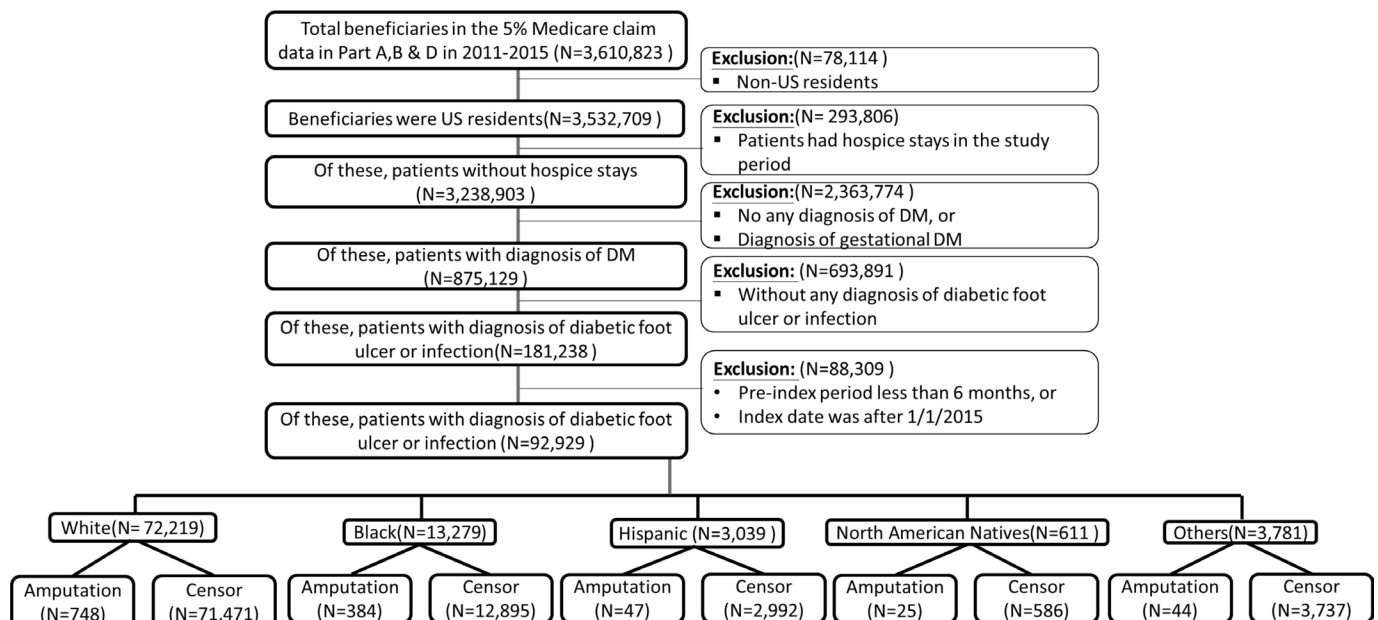 Total beneficiaries in the 5% Medicare claim
data in Part A,B & D in 2011-2015 (N=3,610,823 )
Exclusion:(N=78,114 )
▪ Non-US residents
Beneficiaries were US residents(N=3,532,709 )
Exclusion:(N= 293,806)
▪ Patients had hospice stays in the study
period
Of these, patients without hospice stays
(N=3,238,903 )
Exclusion:(N=2,363,774 )
▪ No any diagnosis of DM, or
▪ Diagnosis of gestational DM
Of these, patients with diagnosis of DM
(N=875,129 )
Exclusion: (N=693,891 )
▪ Without any diagnosis of diabetic foot
ulcer or infection
Of these, patients with diagnosis of diabetic foot
ulcer or infection(N=181,238 )
Exclusion: (N=88,309 )
• Pre-index period less than 6 months, or
• Index date was after 1/1/2015
Of these, patients with diagnosis of diabetic foot
ulcer or infection (N=92,929 )
White(N= 72,219)
Black(N=13,279)
Hispanic (N=3,039 )
North American Natives(N=611 )
Others(N=3,781)
Amputation
(N=748)
Censor
(N=71,471)
Amputation
(N=384)
Censor
(N=12,895)
Amputation
(N=47)
Censor
(N=2,992)
Amputation
(N=25)
Censor
(N=586)
Amputation
(N=44)
Censor
(N=3,737)